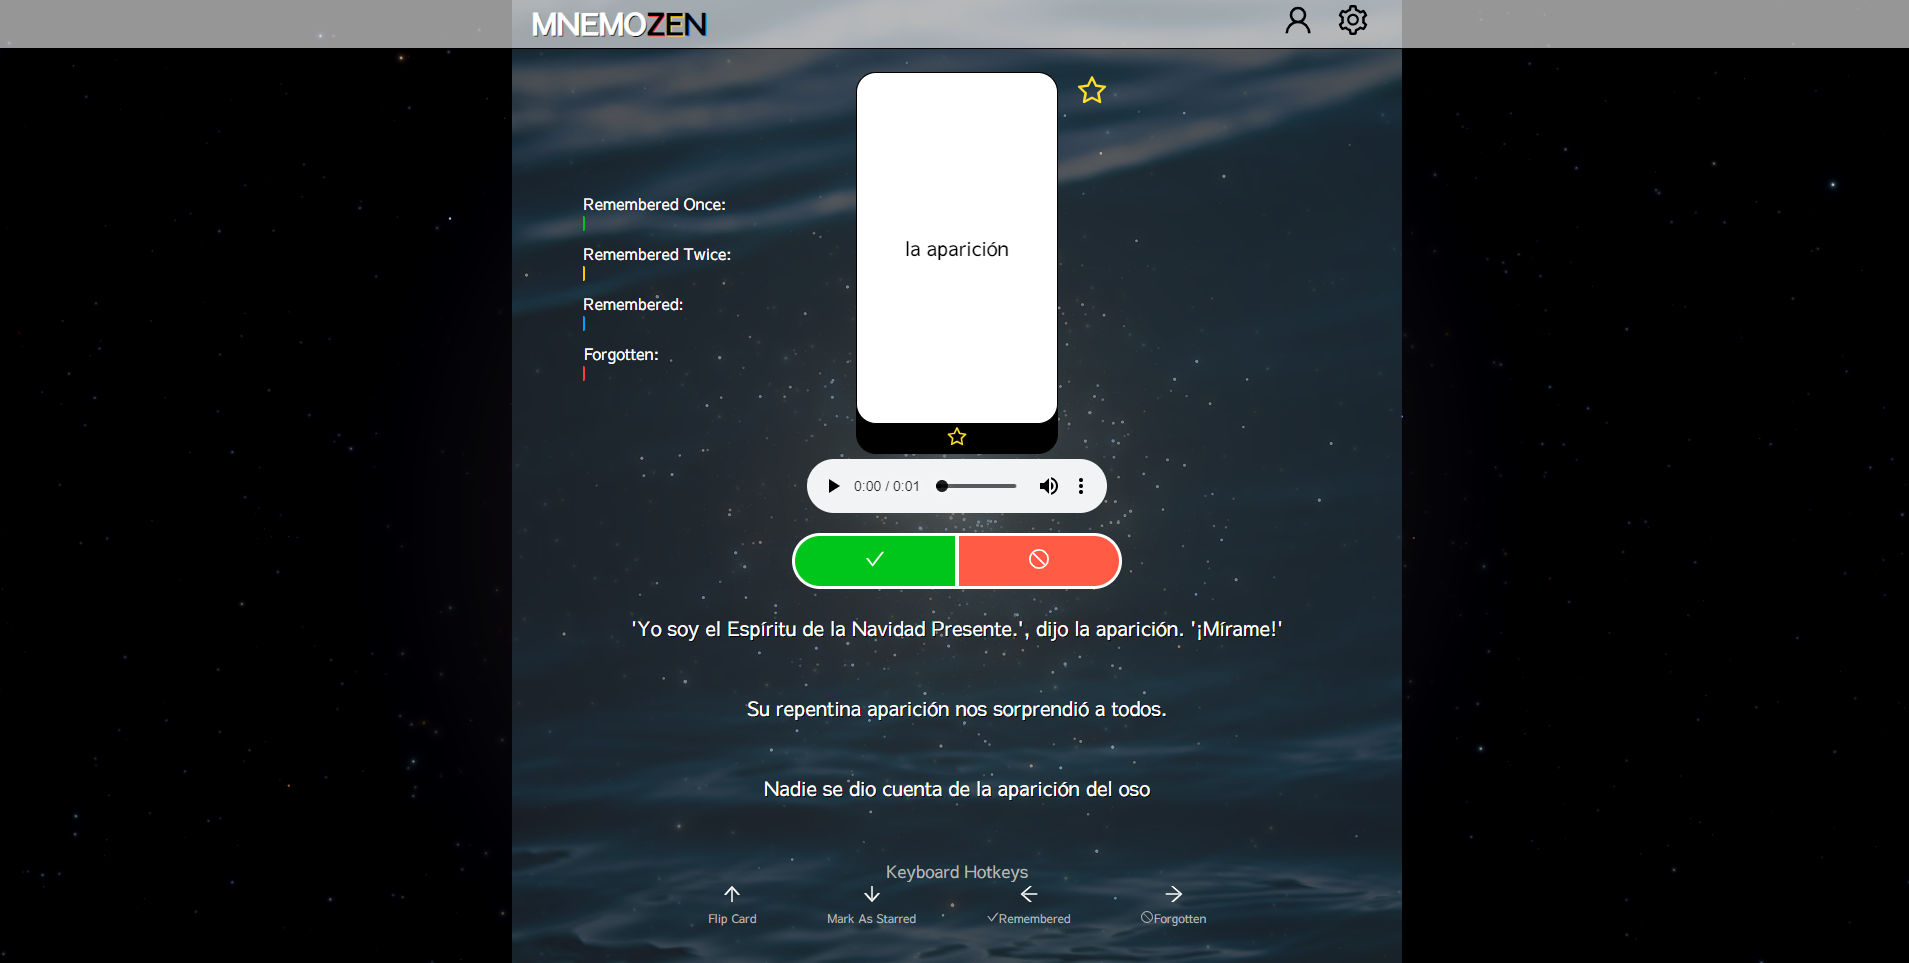 MNEMOZEN
la aparición
Remembered Once:
Remembered Twice:
Remembered:
Forgotten:
0:00 / 0:01
'Yo soy el Espíritu de la Navidad Presente.', dijo la aparición. '¡Mírame!'
Su repentina aparición nos sorprendió a todos.
Nadie se dio cuenta de la aparición del oso
Keyboard Hotkeys
Flip Card
Mark As Starred
Remembered
Forgotten